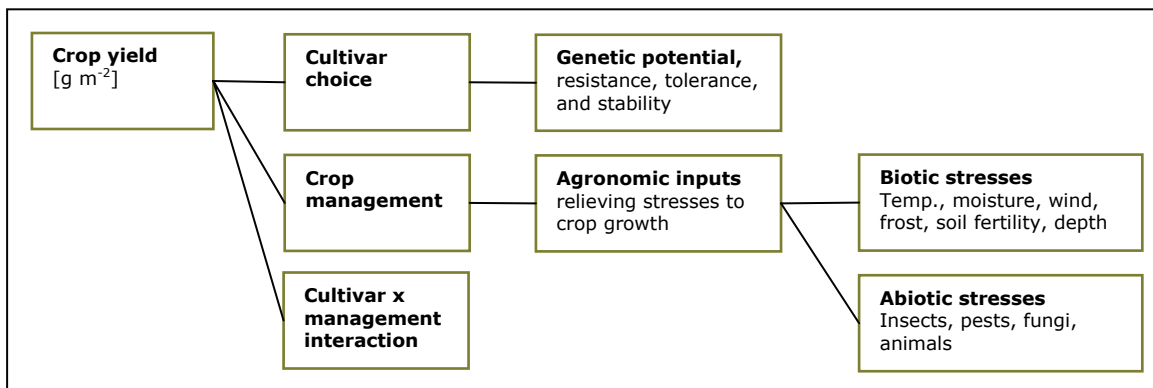 Crop yield
[g m-2]
Cultivar
choice
Genetic potential,
resistance, tolerance,
and stability
Crop
management
Agronomic inputs
relieving stresses to
crop growth
Biotic stresses
Temp., moisture, wind,
frost, soil fertility, depth
Cultivar x
management
interaction
Abiotic stresses
Insects, pests, fungi,
animals